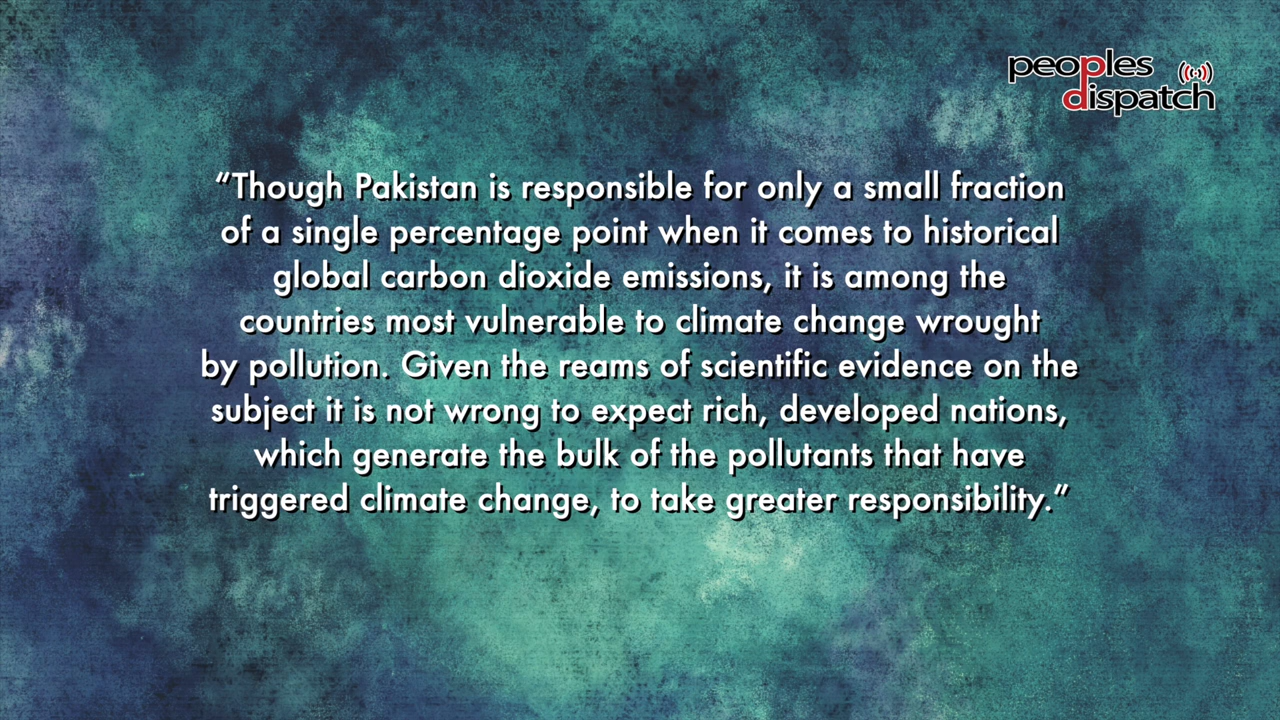 peoples
dispatch
“Though Pakistan is responsible for only a small fraction
of a single percentage point when it comes to historical
global carbon dioxide emissions, it is among the
countries most vulnerable to climate change wrought
by pollution. Given the reams of scientific evidence on the
subject it is not wrong to expect rich, developed nations,
which generate the bulk of the pollutants that have
triggered climate change, to take greater responsibility.”